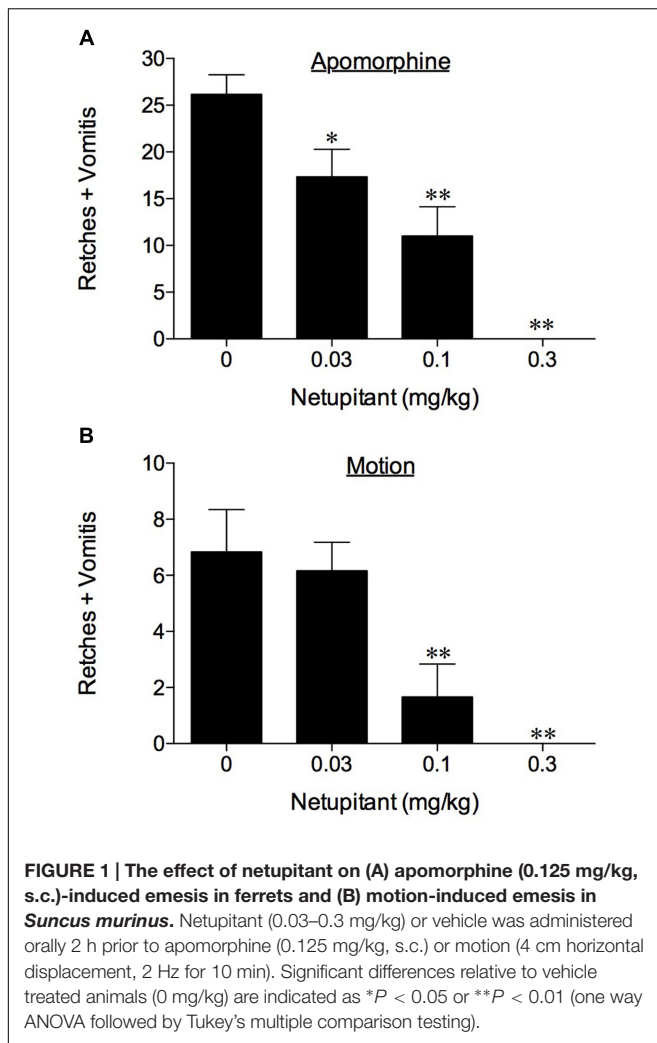 A
Apomorphine
Retches + Vomitis
30
25
20
15
10
5
0
*
**
**
0 0.03 0.1 0.3
Netupitant (mg/kg)
B
Motion
Retches + Vomitis
10
8
6
4
2
0
**
**
0 0.03 0.1 0.3
Netupitant (mg/kg)
FIGURE 1 | The effect of netupitant on (A) apomorphine (0.125 mg/kg,
s.c.)-induced emesis in ferrets and (B) motion-induced emesis in
Suncus murinus. Netupitant (0.03–0.3 mg/kg) or vehicle was administered
orally 2 h prior to apomorphine (0.125 mg/kg, s.c.) or motion (4 cm horizontal
displacement, 2 Hz for 10 min). Significant differences relative to vehicle
treated animals (0 mg/kg) are indicated as *P < 0.05 or **P < 0.01 (one way
ANOVA followed by Tukey's multiple comparison testing).